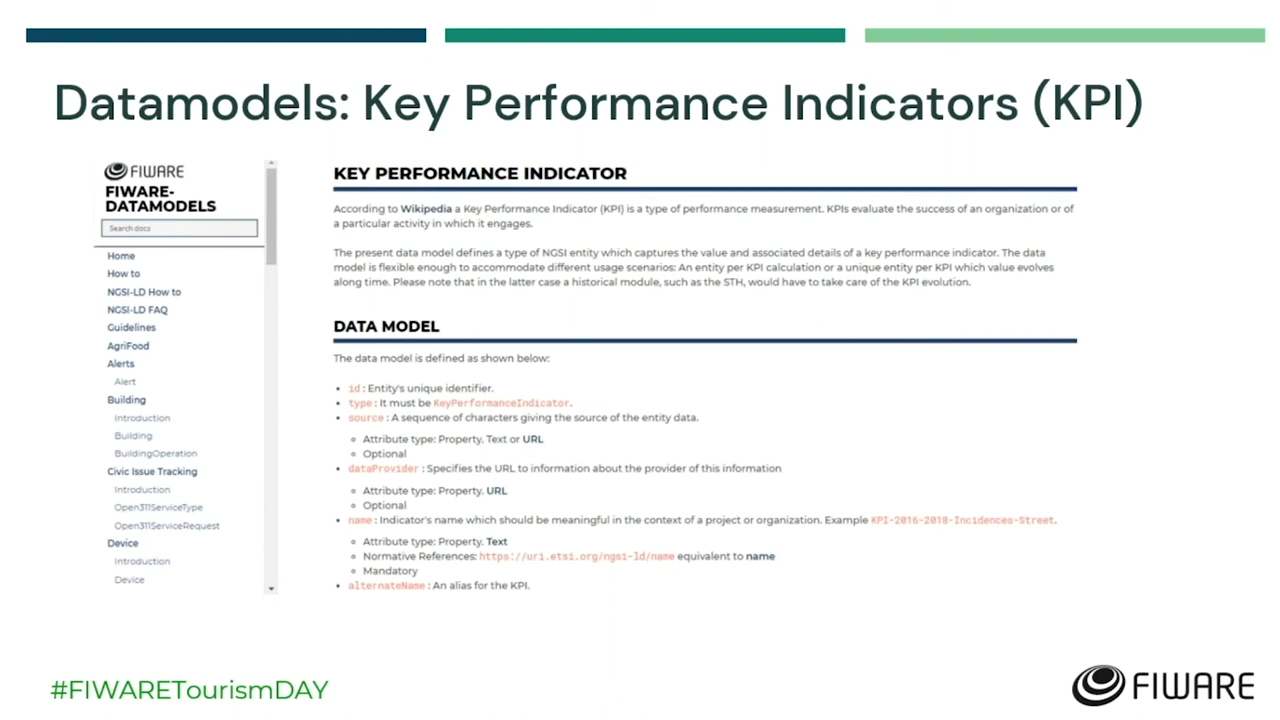 Datamodels: Key Performance Indicators (KPI)
FIWARE
FIWARE-
DATAMODELS
Search docs
Home
How to
NGSI-LD How to
NGSI-LD FAQ
Guidelines
AgriFood
Alerts
Alert
Building
Introduction
Building
BuildingOperation
Civic Issue Tracking
Introduction
Open311ServiceType
Open311ServiceRequest
Device
Introduction
Device
KEY PERFORMANCE INDICATOR
According to Wikipedia a Key Performance Indicator (KPI) is a type of performance measurement. KPIs evaluate the success of an organization or of
a particular activity in which it engages.
The present data model defines a type of NGSI entity which captures the value and associated details of a key performance indicator. The data
model is flexible enough to accommodate different usage scenarios: An entity per KPI calculation or a unique entity per KPI which value evolves
along time. Please note that in the latter case a historical module, such as the STH, would have to take care of the KPI evolution.
DATA MODEL
The data model is defined as shown below:
• id : Entity's unique identifier.
• type : It must be KeyPerformanceIndicator.
• source : A sequence of characters giving the source of the entity data.
Attribute type: Property. Text or URL
Optional
• dataProvider : Specifies the URL to information about the provider of this information
Attribute type: Property. URL
Optional
• name : Indicator's name which should be meaningful in the context of a project or organization. Example KPI-2016-2018-Incidences-Street.
Attribute type: Property. Text
Normative References: https://uri.etsi.org/ngsi-ld/name equivalent to name
Mandatory
• alternateName : An alias for the KPI.
#FIWARETourismDAY
FIWARE